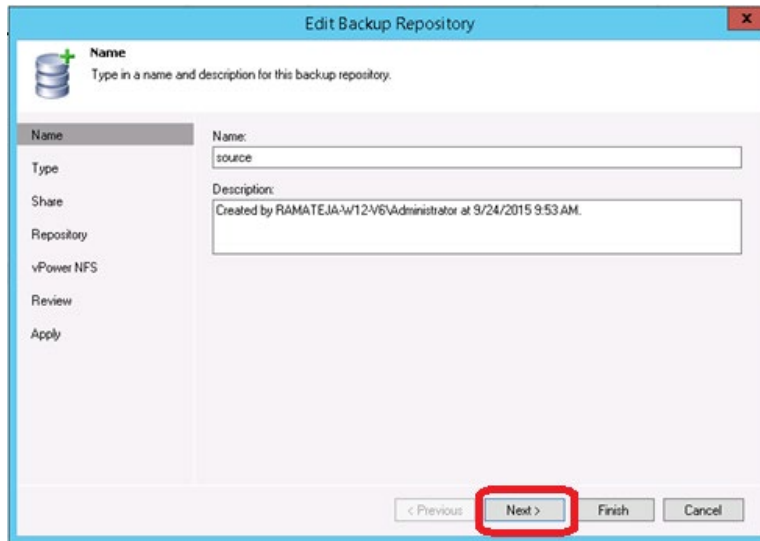 Edit Backup Repository
x
Name
Type in a name and description for this backup repository.
Name
Type
Share
Repository
vPower NFS
Review
Apply
Name:
source
Description:
Created by RAMATEJA-W12-V6\Administrator at 9/24/2015 9:53 AM.
< Previous
Next >
Finish
Cancel